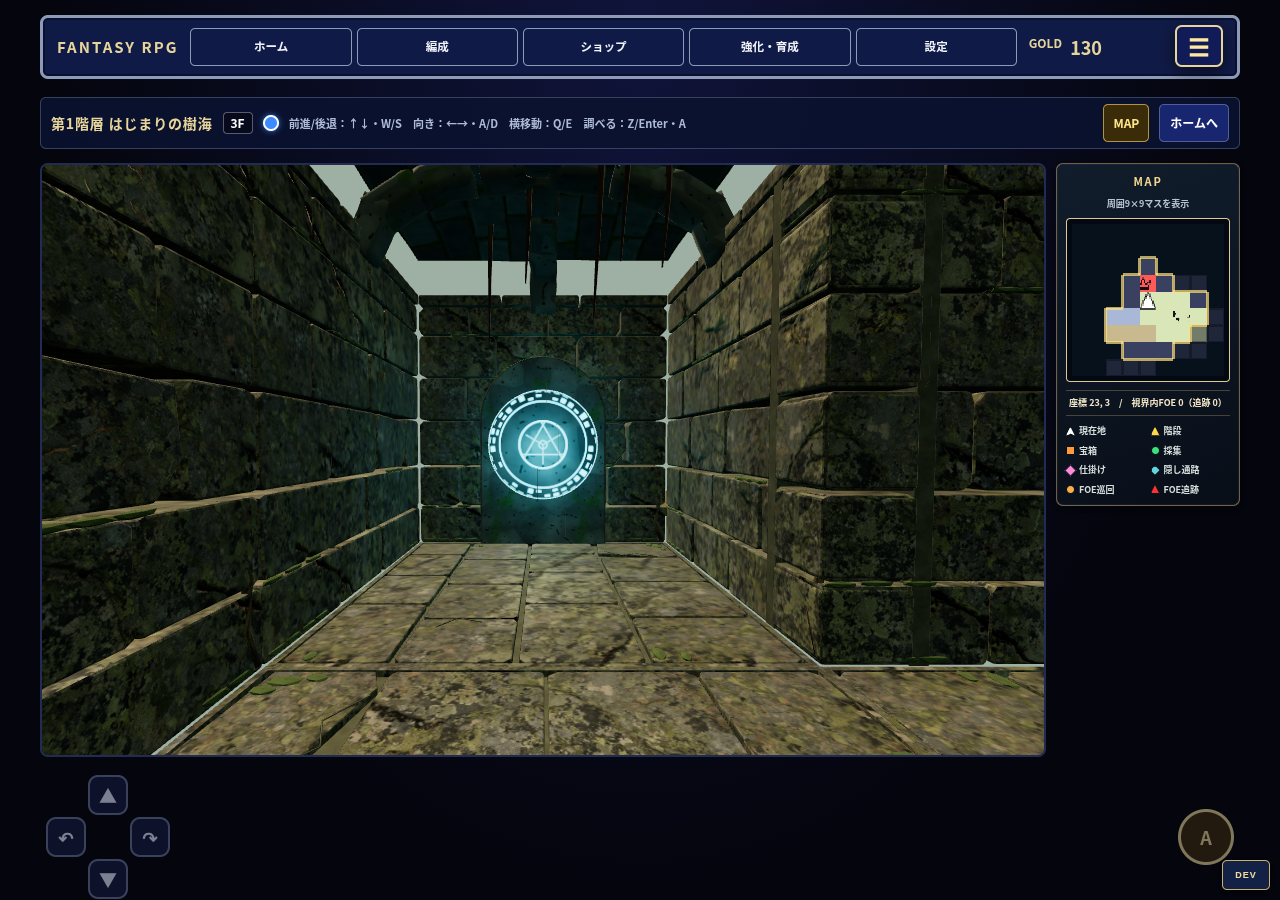 FANTASY RPG
ホーム
編成
ショップ
強化・育成
設定
GOLD 130
第1階層 はじまりの樹海
3F
前進/後退：↑↓・W/S 向き：←→・A/D 横移動：Q/E 調べる：Z/Enter・A
MAP
ホームへ
MAP
周囲9×9マスを表示
座標 23, 3 / 視界内FOE 0（追跡 0）
現在地
階段
宝箱
採集
仕掛け
隠し通路
FOE巡回
FOE追跡
A
DEV